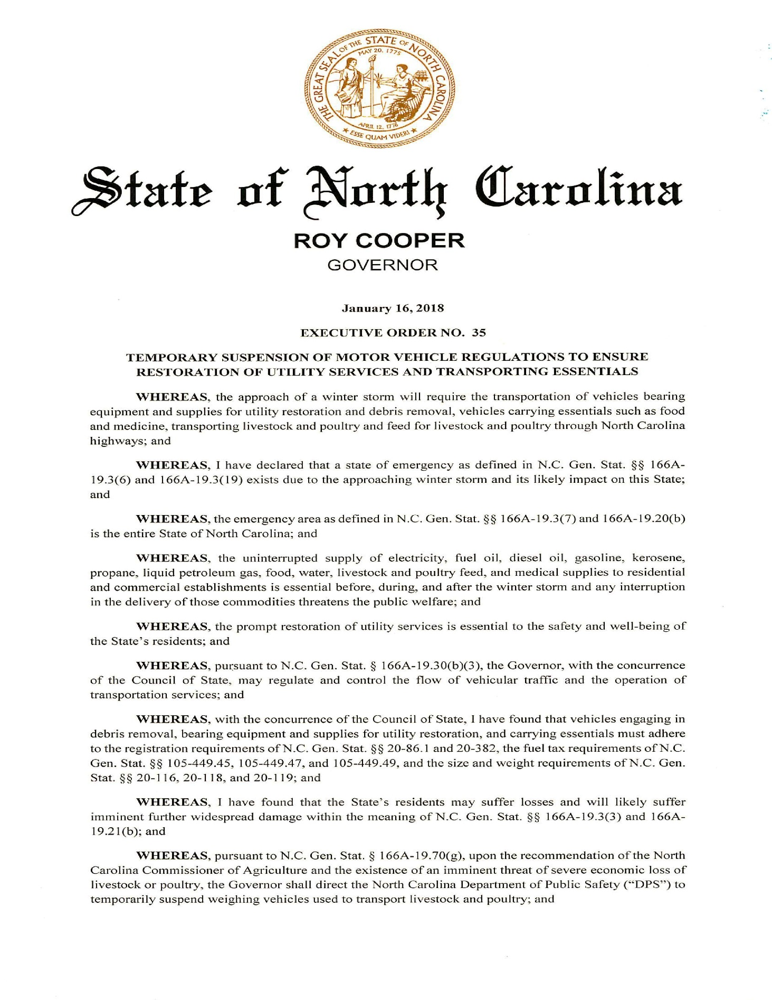 THE GREAT SEAL OF THE STATE OF NORTH CAROLINA
MAY 20, 1775
APRIL 12, 1776
★ ESSE QUAM VIDERI ★
State of North Carolina
ROY COOPER
GOVERNOR
January 16, 2018
EXECUTIVE ORDER NO. 35
TEMPORARY SUSPENSION OF MOTOR VEHICLE REGULATIONS TO ENSURE
RESTORATION OF UTILITY SERVICES AND TRANSPORTING ESSENTIALS
WHEREAS, the approach of a winter storm will require the transportation of vehicles bearing
equipment and supplies for utility restoration and debris removal, vehicles carrying essentials such as food
and medicine, transporting livestock and poultry and feed for livestock and poultry through North Carolina
highways; and
WHEREAS, I have declared that a state of emergency as defined in N.C. Gen. Stat. §§ 166A-
19.3(6) and 166A-19.3(19) exists due to the approaching winter storm and its likely impact on this State;
and
WHEREAS, the emergency area as defined in N.C. Gen. Stat. §§ 166A-19.3(7) and 166A-19.20(b)
is the entire State of North Carolina; and
WHEREAS, the uninterrupted supply of electricity, fuel oil, diesel oil, gasoline, kerosene,
propane, liquid petroleum gas, food, water, livestock and poultry feed, and medical supplies to residential
and commercial establishments is essential before, during, and after the winter storm and any interruption
in the delivery of those commodities threatens the public welfare; and
WHEREAS, the prompt restoration of utility services is essential to the safety and well-being of
the State's residents; and
WHEREAS, pursuant to N.C. Gen. Stat. § 166A-19.30(b)(3), the Governor, with the concurrence
of the Council of State, may regulate and control the flow of vehicular traffic and the operation of
transportation services; and
WHEREAS, with the concurrence of the Council of State, I have found that vehicles engaging in
debris removal, bearing equipment and supplies for utility restoration, and carrying essentials must adhere
to the registration requirements of N.C. Gen. Stat. §§ 20-86.1 and 20-382, the fuel tax requirements of N.C.
Gen. Stat. §§ 105-449.45, 105-449.47, and 105-449.49, and the size and weight requirements of N.C. Gen.
Stat. §§ 20-116, 20-118, and 20-119; and
WHEREAS, I have found that the State's residents may suffer losses and will likely suffer
imminent further widespread damage within the meaning of N.C. Gen. Stat. §§ 166A-19.3(3) and 166A-
19.21(b); and
WHEREAS, pursuant to N.C. Gen. Stat. § 166A-19.70(g), upon the recommendation of the North
Carolina Commissioner of Agriculture and the existence of an imminent threat of severe economic loss of
livestock or poultry, the Governor shall direct the North Carolina Department of Public Safety ("DPS") to
temporarily suspend weighing vehicles used to transport livestock and poultry; and